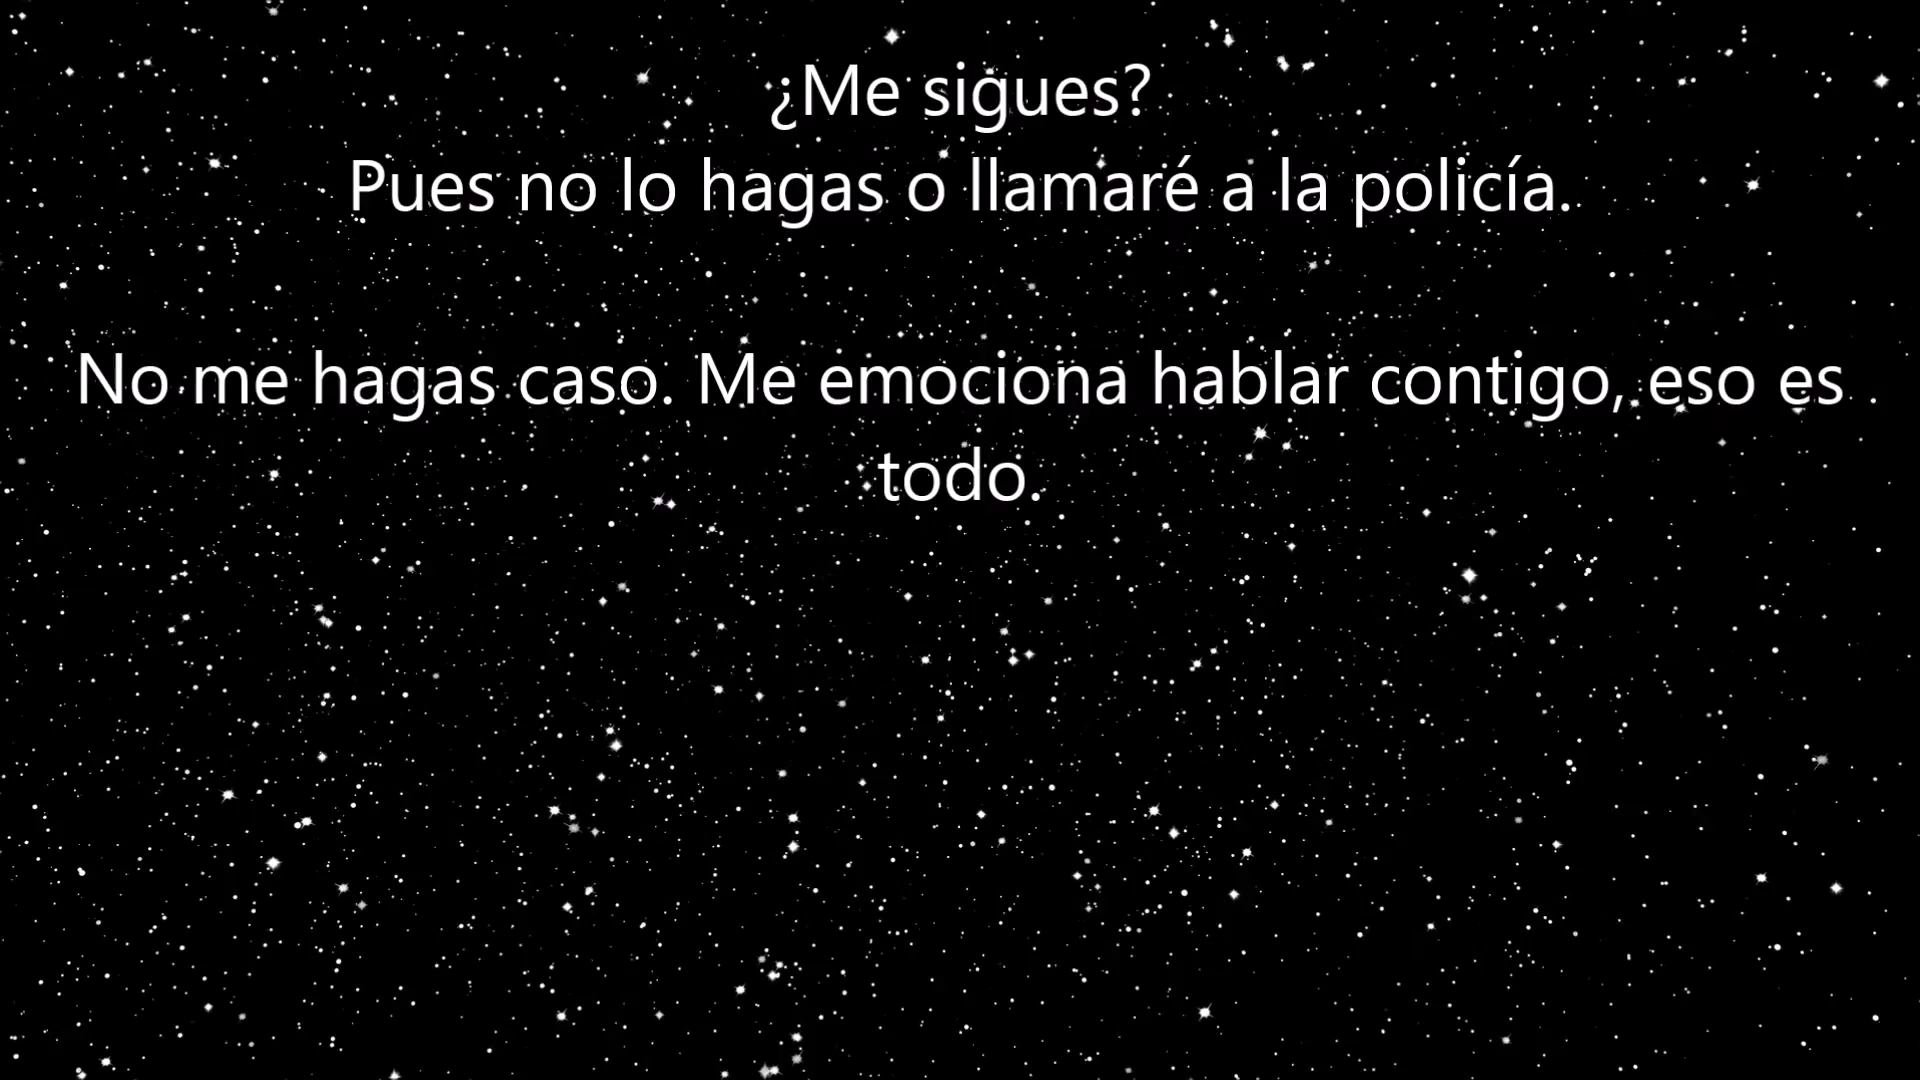 ¿Me sigues?
Pues no lo hagas o llamaré a la policía.
No me hagas caso. Me emociona hablar contigo, eso es
todo.